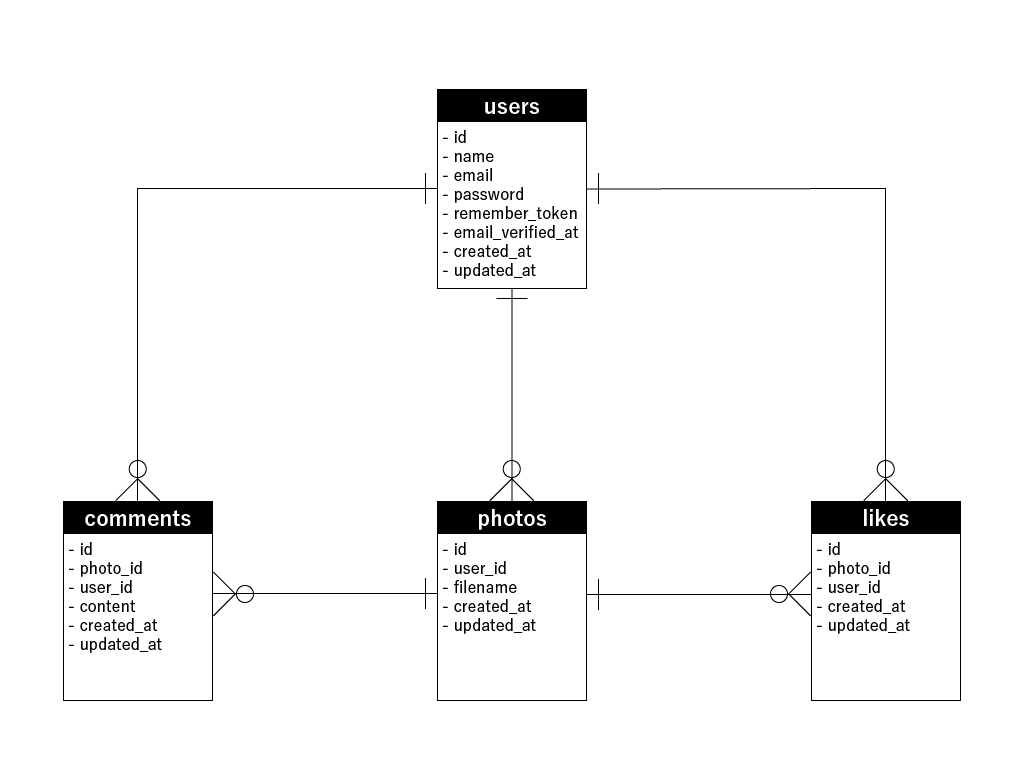 users
- id
- name
- email
- password
- remember_token
- email_verified_at
- created_at
- updated_at
comments
- id
- photo_id
- user_id
- content
- created_at
- updated_at
photos
- id
- user_id
- filename
- created_at
- updated_at
likes
- id
- photo_id
- user_id
- created_at
- updated_at